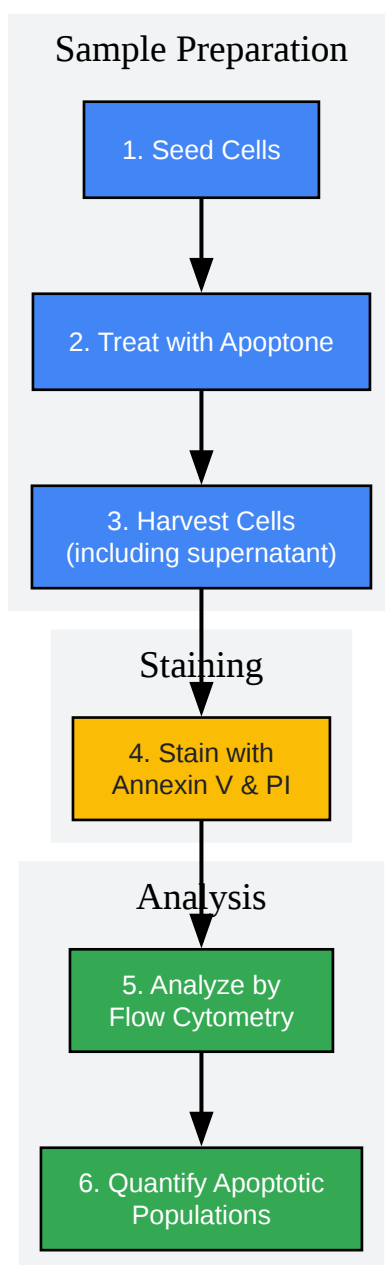 Sample Preparation
1. Seed Cells
2. Treat with Apoptone
3. Harvest Cells
(including supernatant)
Staining
4. Stain with
Annexin V & PI
Analysis
5. Analyze by
Flow Cytometry
6. Quantify Apoptotic
Populations